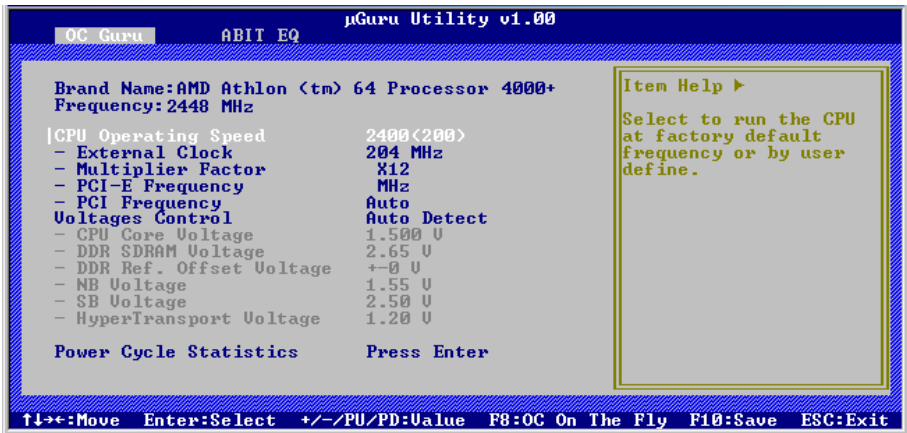 µGuru Utility v1.00
OC Guru ABIT EQ
Brand Name:AMD Athlon (tm) 64 Processor 4000+
Frequency:2448 MHz
CPU Operating Speed 2400(200)
- External Clock 204 MHz
- Multiplier Factor X12
- PCI-E Frequency MHz
- PCI Frequency Auto
Voltages Control Auto Detect
- CPU Core Voltage 1.500 V
- DDR SDRAM Voltage 2.65 V
- DDR Ref. Offset Voltage +-0 V
- NB Voltage 1.55 V
- SB Voltage 2.50 V
- HyperTransport Voltage 1.20 V
Power Cycle Statistics Press Enter
Item Help ►
Select to run the CPU
at factory default
frequency or by user
define.
↑↓→←:Move Enter:Select +/-/PU/PD:Value F8:OC On The Fly F10:Save ESC:Exit